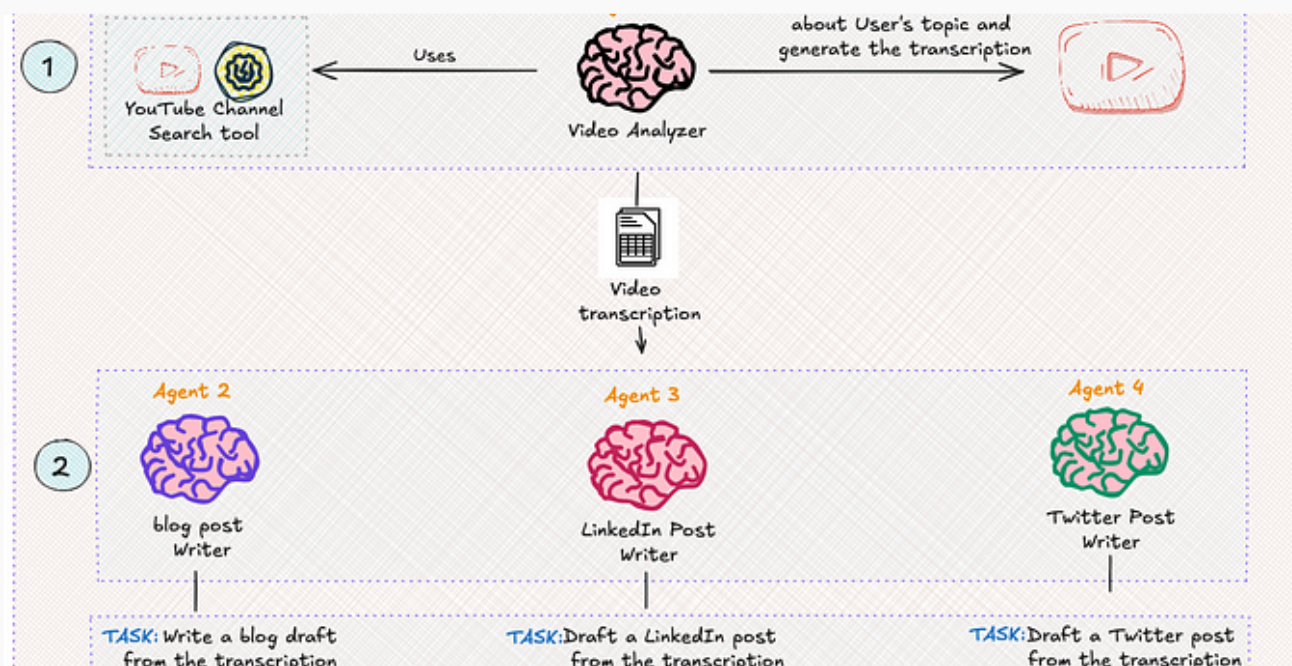 1
Uses
about User's topic and
generate the transcription
YouTube Channel
Search tool
Video Analyzer
Video
transcription
2
Agent 2
Agent 3
Agent 4
blog post
Writer
LinkedIn Post
Writer
Twitter Post
Writer
TASK: Write a blog draft
from the transcription
TASK:Draft a LinkedIn post
from the transcription
TASK:Draft a Twitter post
from the transcription